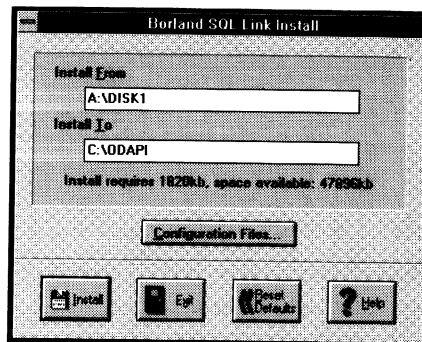 Borland SQL Link Install
Install From
A:\DISK1
Install To
C:\ODAPI
Install requires 1820kb, space available: 47896kb
Configuration Files...
Install
Exit
Reset
Defaults
Help